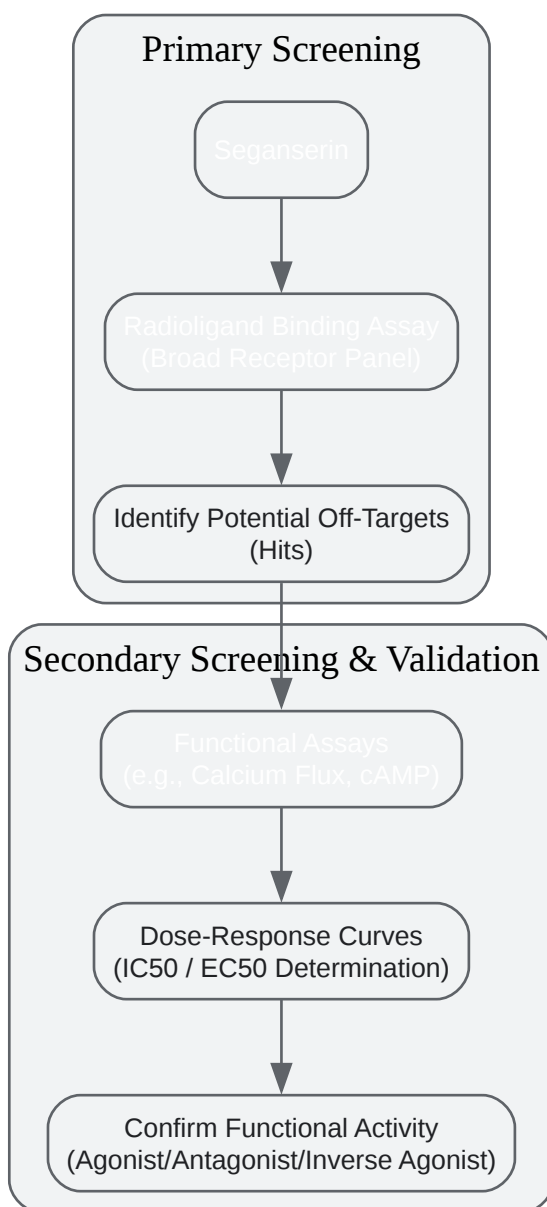 Primary Screening
Seganserin
Radioligand Binding Assay
(Broad Receptor Panel)
Identify Potential Off-Targets
(Hits)
Secondary Screening & Validation
Functional Assays
(e.g., Calcium Flux, cAMP)
Dose-Response Curves
(IC50 / EC50 Determination)
Confirm Functional Activity
(Agonist/Antagonist/Inverse Agonist)